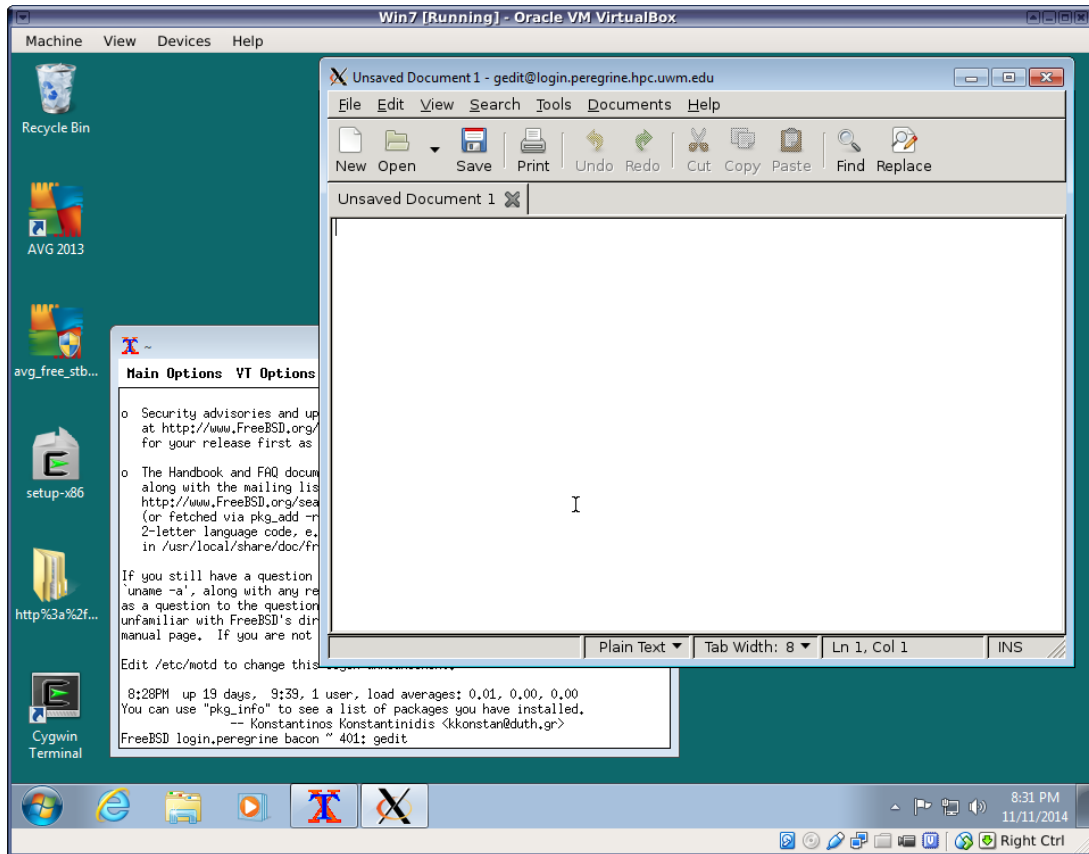 Win7 [Running] - Oracle VM VirtualBox
Machine View Devices Help
Recycle Bin
AVG 2013
avg_free_stb...
setup-x86
http%3a%2f...
Cygwin
Terminal
Unsaved Document 1 - gedit@login.peregrine.hpc.uwm.edu
File Edit View Search Tools Documents Help
New Open Save Print Undo Redo Cut Copy Paste Find Replace
Unsaved Document 1
Plain Text Tab Width: 8 Ln 1, Col 1 INS
~
Main Options VT Options
o Security advisories and up
at http://www.FreeBSD.org/
for your release first as
o The Handbook and FAQ docum
along with the mailing lis
http://www.FreeBSD.org/sea
(or fetched via pkg_add -r
2-letter language code, e.
in /usr/local/share/doc/fr
If you still have a question
`uname -a', along with any re
as a question to the question
unfamiliar with FreeBSD's dir
manual page. If you are not
Edit /etc/motd to change this login announcement.
8:28PM up 19 days, 9:39, 1 user, load averages: 0.01, 0.00, 0.00
You can use "pkg_info" to see a list of packages you have installed.
-- Konstantinos Konstantinidis <kkonstan@duth.gr>
FreeBSD login.peregrine bacon ~ 401: gedit
8:31 PM
11/11/2014
Right Ctrl